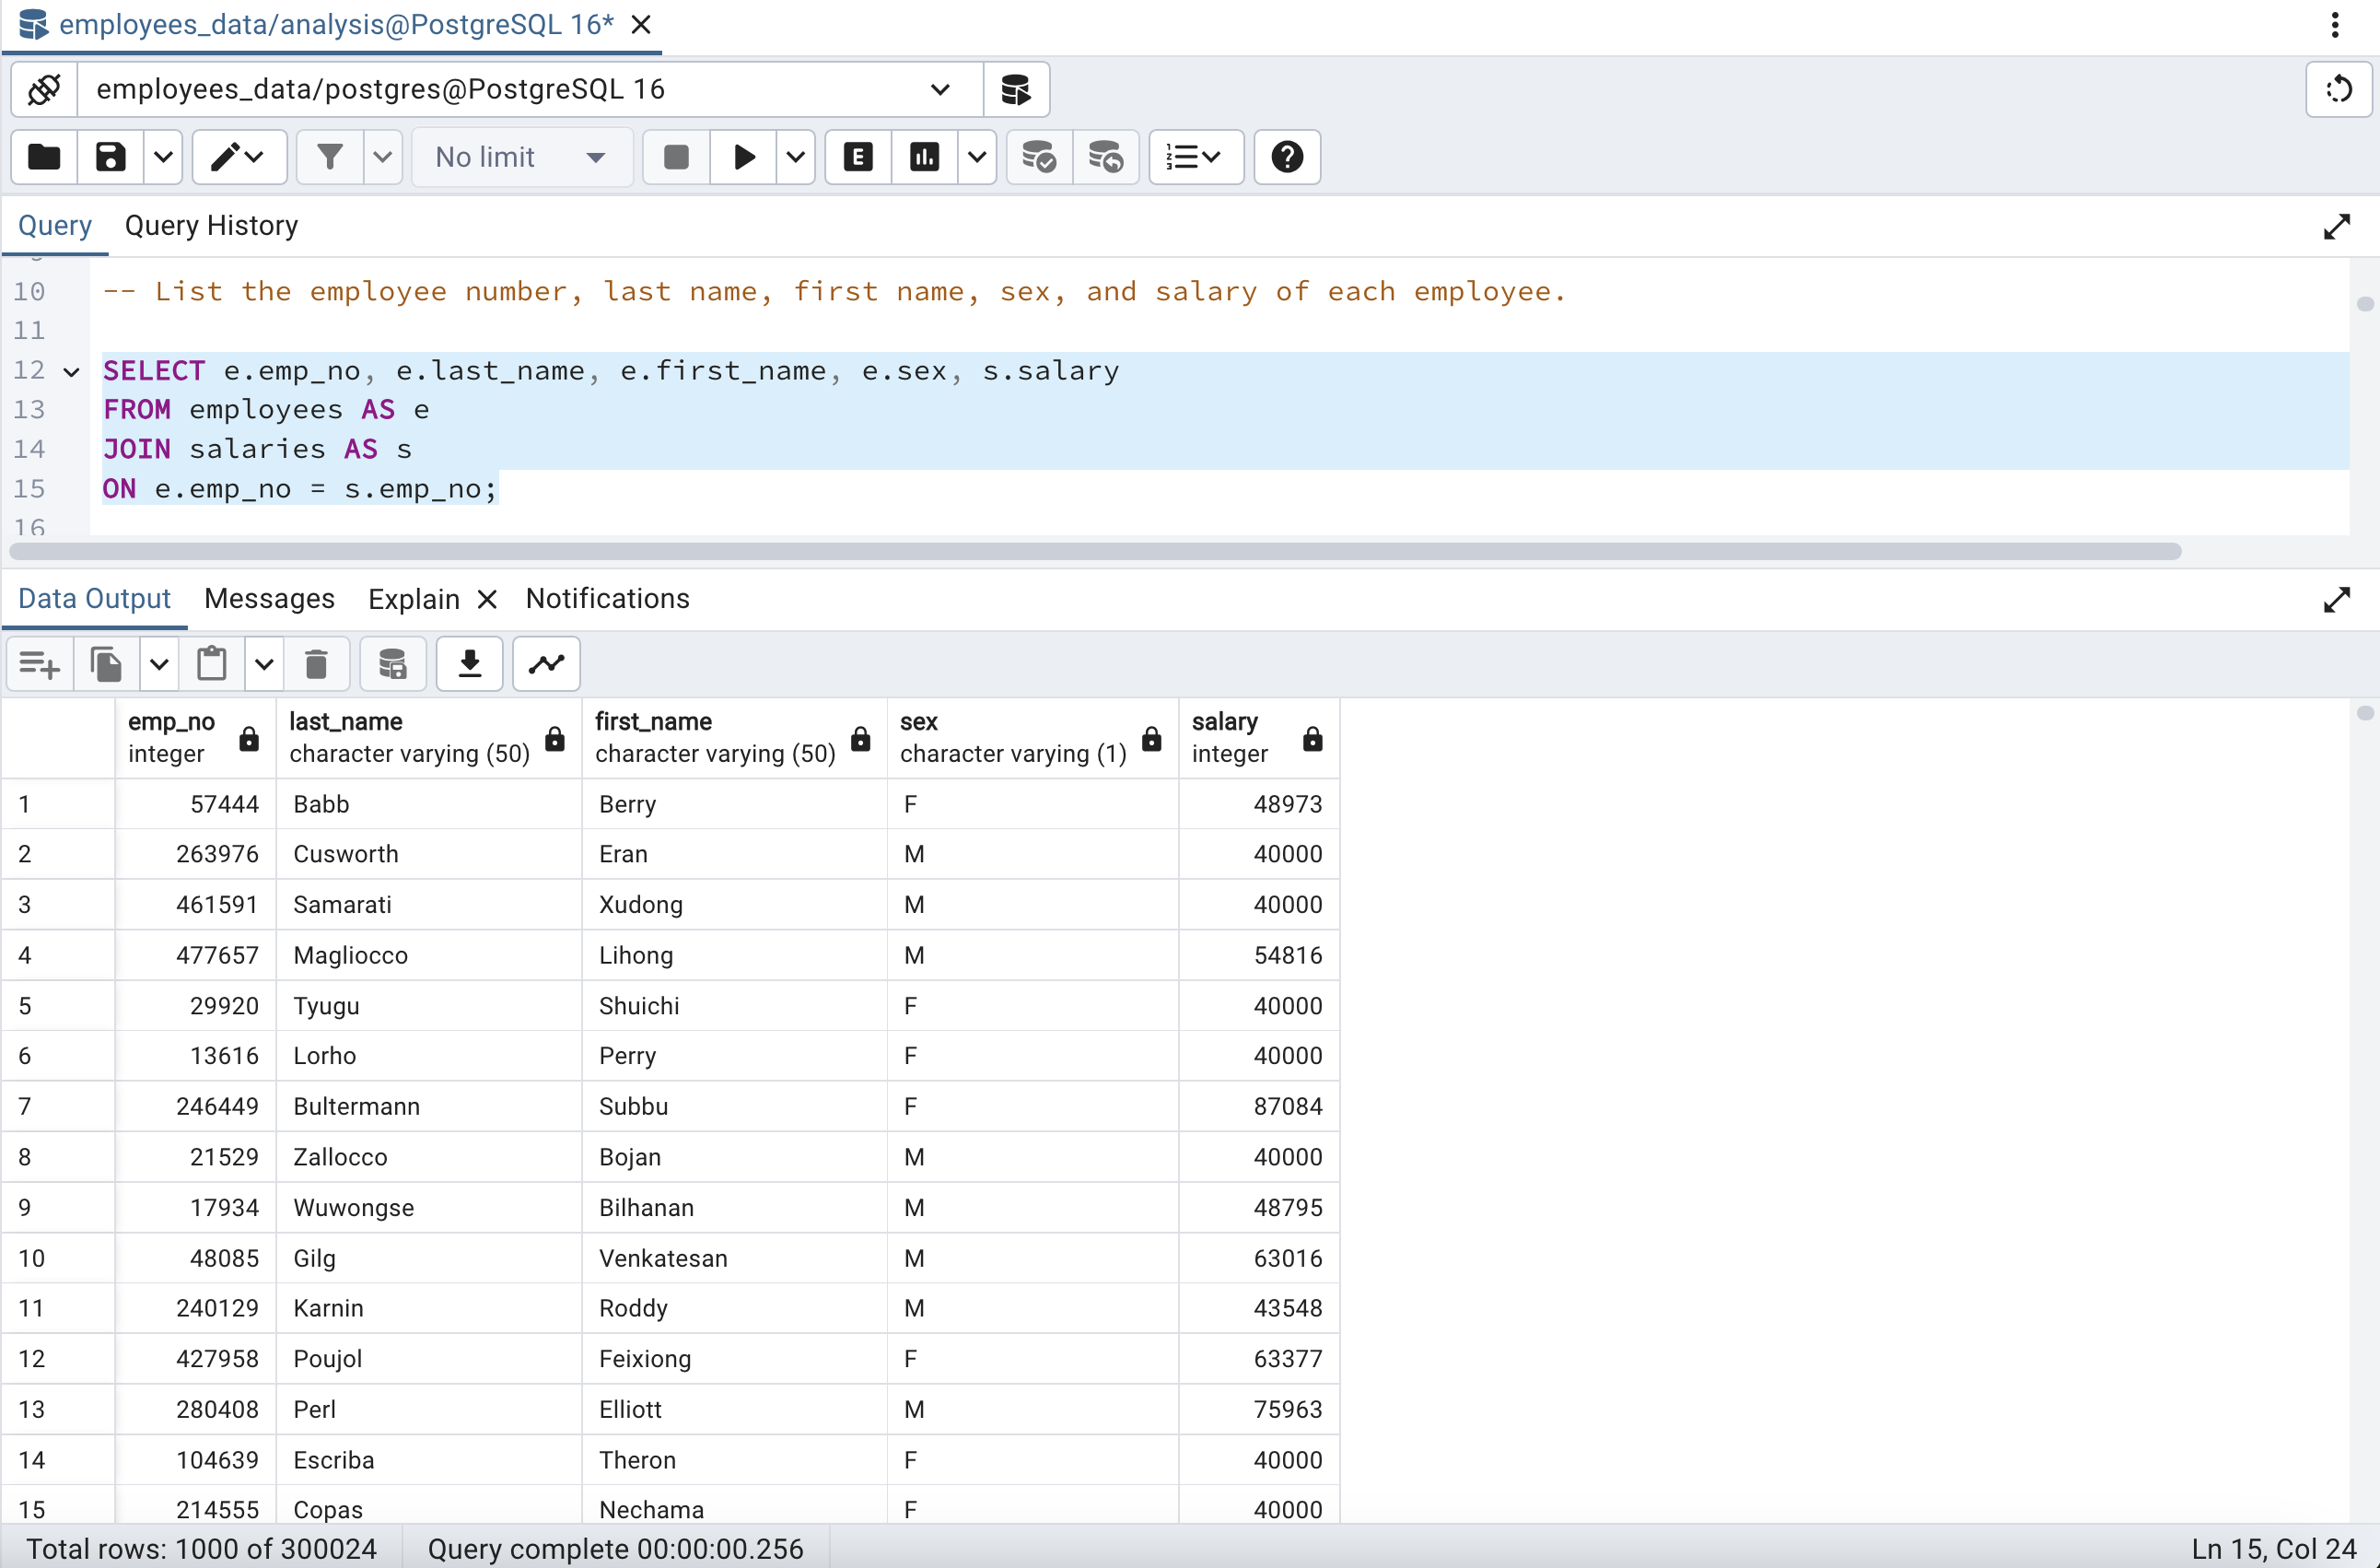 employees_data/analysis@PostgreSQL 16*
employees_data/postgres@PostgreSQL 16
No limit
E
Query Query History
10 -- List the employee number, last name, first name, sex, and salary of each employee.
11
12 SELECT e.emp_no, e.last_name, e.first_name, e.sex, s.salary
13 FROM employees AS e
14 JOIN salaries AS s
15 ON e.emp_no = s.emp_no;
16
Data Output Messages Explain Notifications
emp_no last_name first_name sex salary
integer character varying (50) character varying (50) character varying (1) integer
1 57444 Babb Berry F 48973
2 263976 Cusworth Eran M 40000
3 461591 Samarati Xudong M 40000
4 477657 Magliocco Lihong M 54816
5 29920 Tyugu Shuichi F 40000
6 13616 Lorho Perry F 40000
7 246449 Bultermann Subbu F 87084
8 21529 Zallocco Bojan M 40000
9 17934 Wuwongse Bilhanan M 48795
10 48085 Gilg Venkatesan M 63016
11 240129 Karnin Roddy M 43548
12 427958 Poujol Feixiong F 63377
13 280408 Perl Elliott M 75963
14 104639 Escriba Theron F 40000
15 214555 Copas Nechama F 40000
Total rows: 1000 of 300024 Query complete 00:00:00.256 Ln 15, Col 24